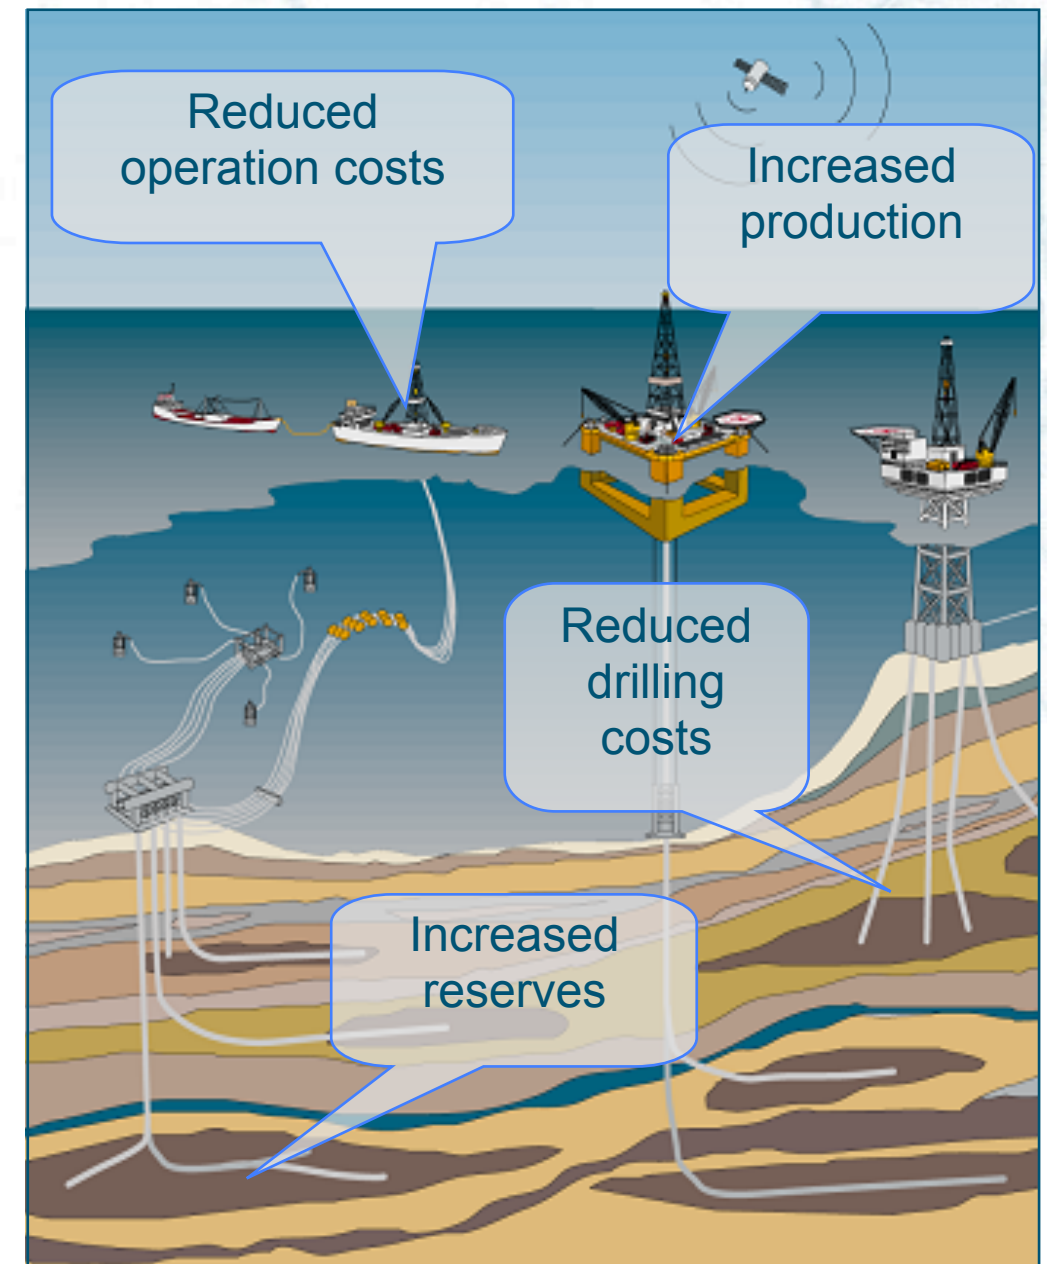 Reduced
operation costs
Increased
production
Reduced
drilling
costs
Increased
reserves